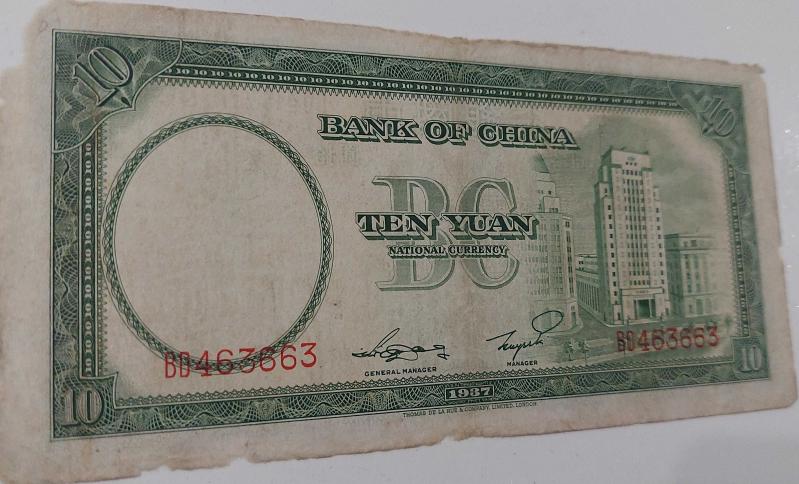 10
10
BANK OF CHINA
BC
TEN YUAN
NATIONAL CURRENCY
BD463663
GENERAL MANAGER
MANAGER
BD463663
10
1937
10
THOMAS DE LA RUE & COMPANY, LIMITED, LONDON.